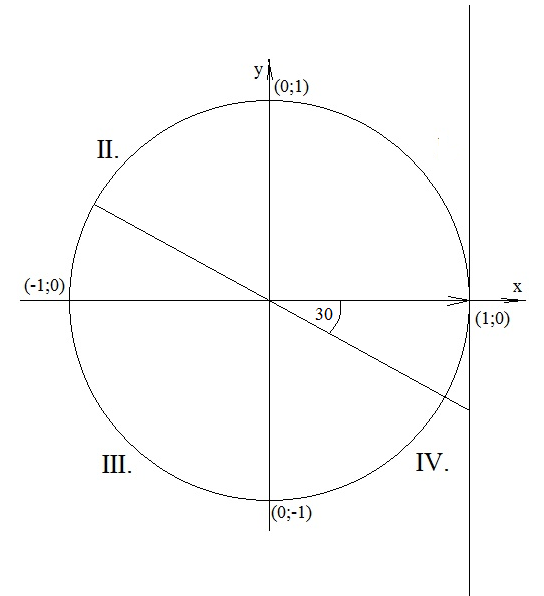 y
(0;1)
II.
(-1;0)
x
30
(1;0)
III.
IV.
(0;-1)